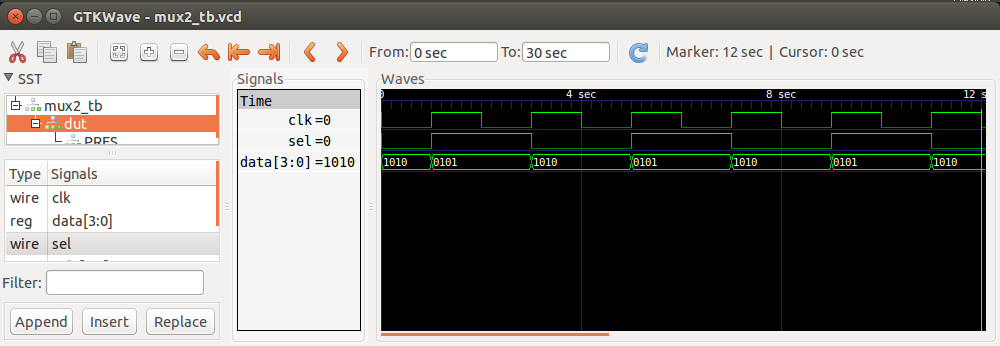 GTKWave - mux2_tb.vcd
From: 0 sec To: 30 sec Marker: 12 sec | Cursor: 0 sec
SST
mux2_tb
dut
PRES
Type Signals
wire clk
reg data[3:0]
wire sel
Filter:
Append Insert Replace
Signals
Time
clk=0
sel=0
data[3:0]=1010
Waves
0 4 sec 8 sec 12 s
1010 0101 1010 0101 1010 0101 1010